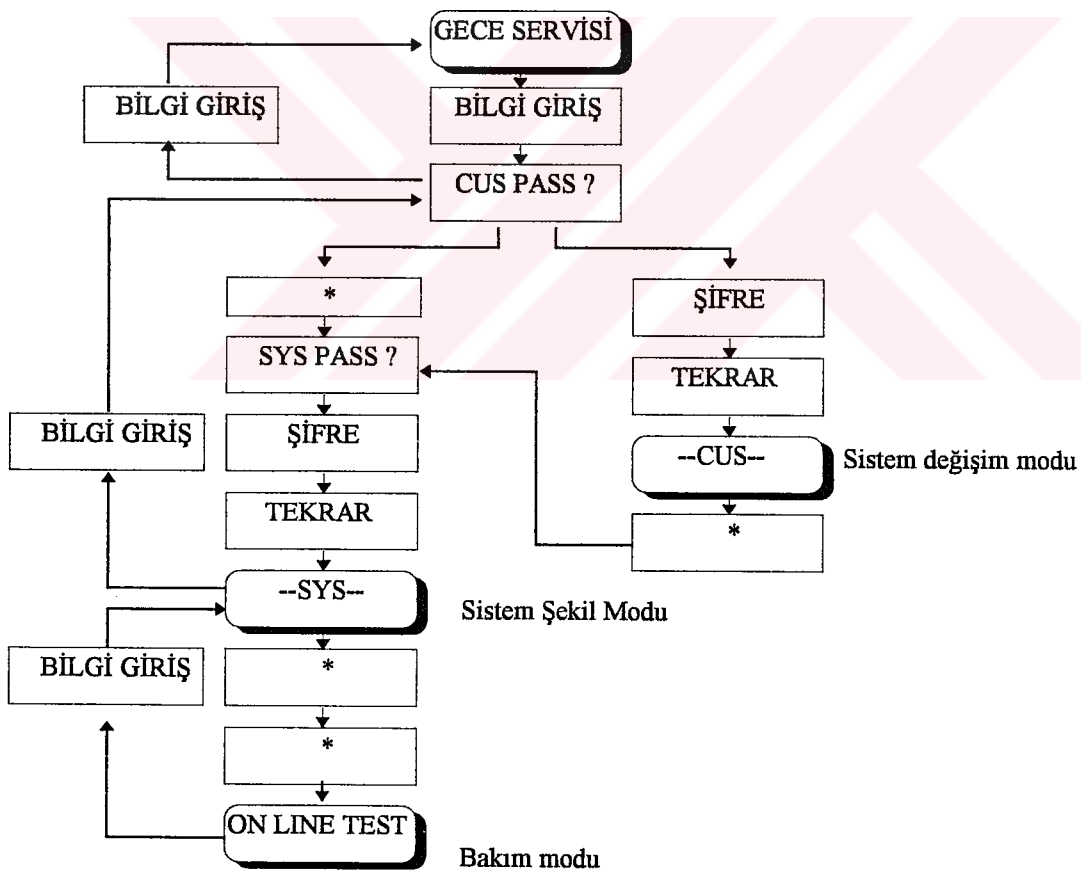 GECE SERVİSİ
BİLGİ GİRİŞ
BİLGİ GİRİŞ
CUS PASS ?
*
ŞİFRE
SYS PASS ?
TEKRAR
BİLGİ GİRİŞ
ŞİFRE
--CUS--
Sistem değişim modu
TEKRAR
*
--SYS--
Sistem Şekil Modu
BİLGİ GİRİŞ
*
*
ON LINE TEST
Bakım modu